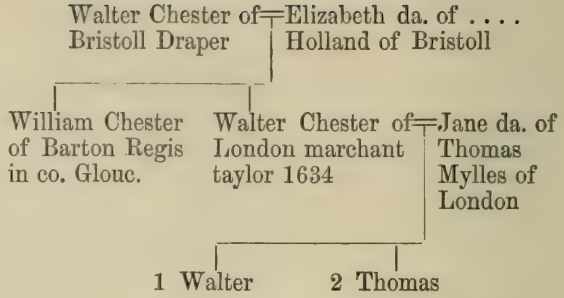 Walter Chester of═Elizabeth da. of . . . .
Bristoll Draper Holland of Bristoll
William Chester Walter Chester of═Jane da. of
of Barton Regis London marchant Thomas
in co. Glouc. taylor 1634 Mylles of
London
1 Walter 2 Thomas